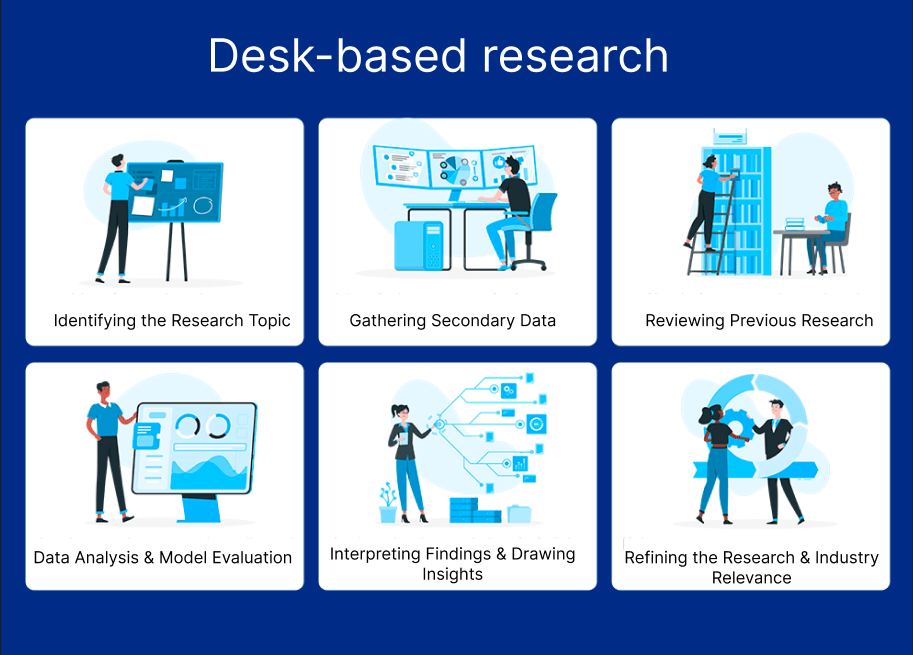 Desk-based research
Identifying the Research Topic
Gathering Secondary Data
Reviewing Previous Research
Data Analysis & Model Evaluation
Interpreting Findings & Drawing
Insights
Refining the Research & Industry
Relevance